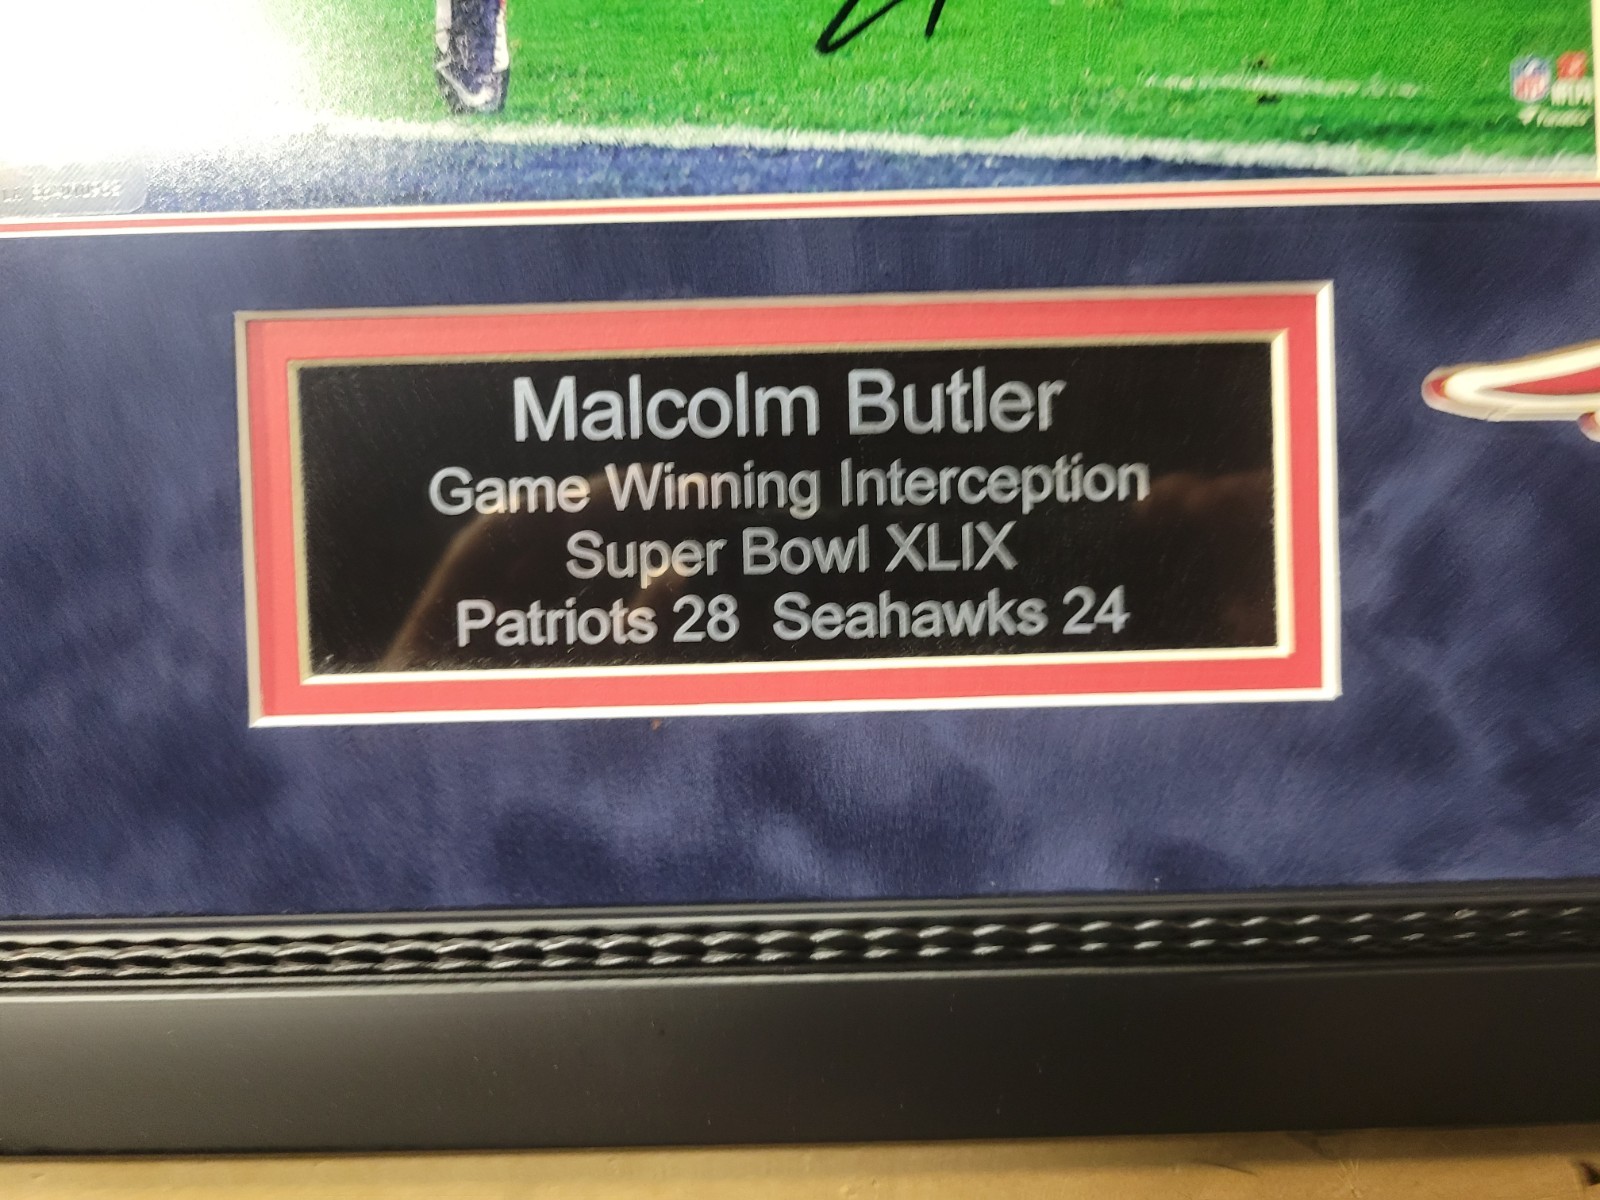 Malcolm Butler
Game Winning Interception
Super Bowl XLIX
Patriots 28  Seahawks 24